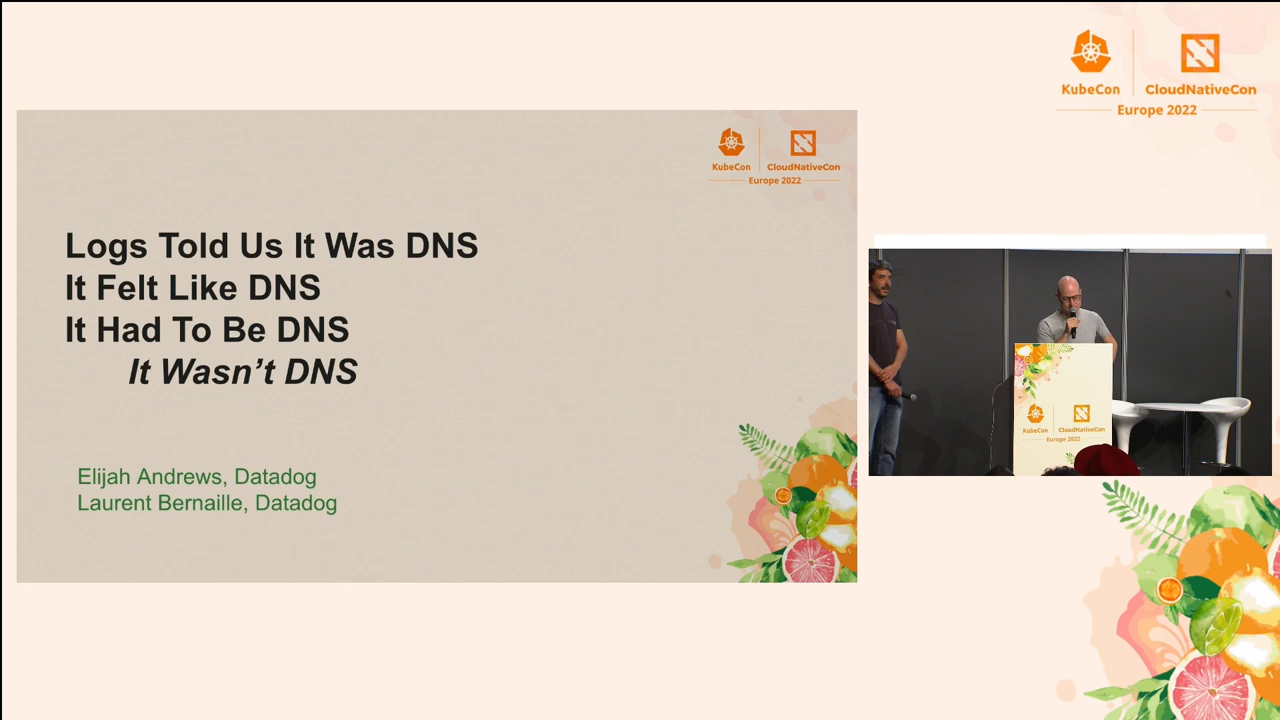 KubeCon
CloudNativeCon
Europe 2022
KubeCon
CloudNativeCon
Europe 2022
Logs Told Us It Was DNS
It Felt Like DNS
It Had To Be DNS
It Wasn't DNS
Elijah Andrews, Datadog
Laurent Bernaille, Datadog
KubeCon
CloudNativeCon
Europe 2022